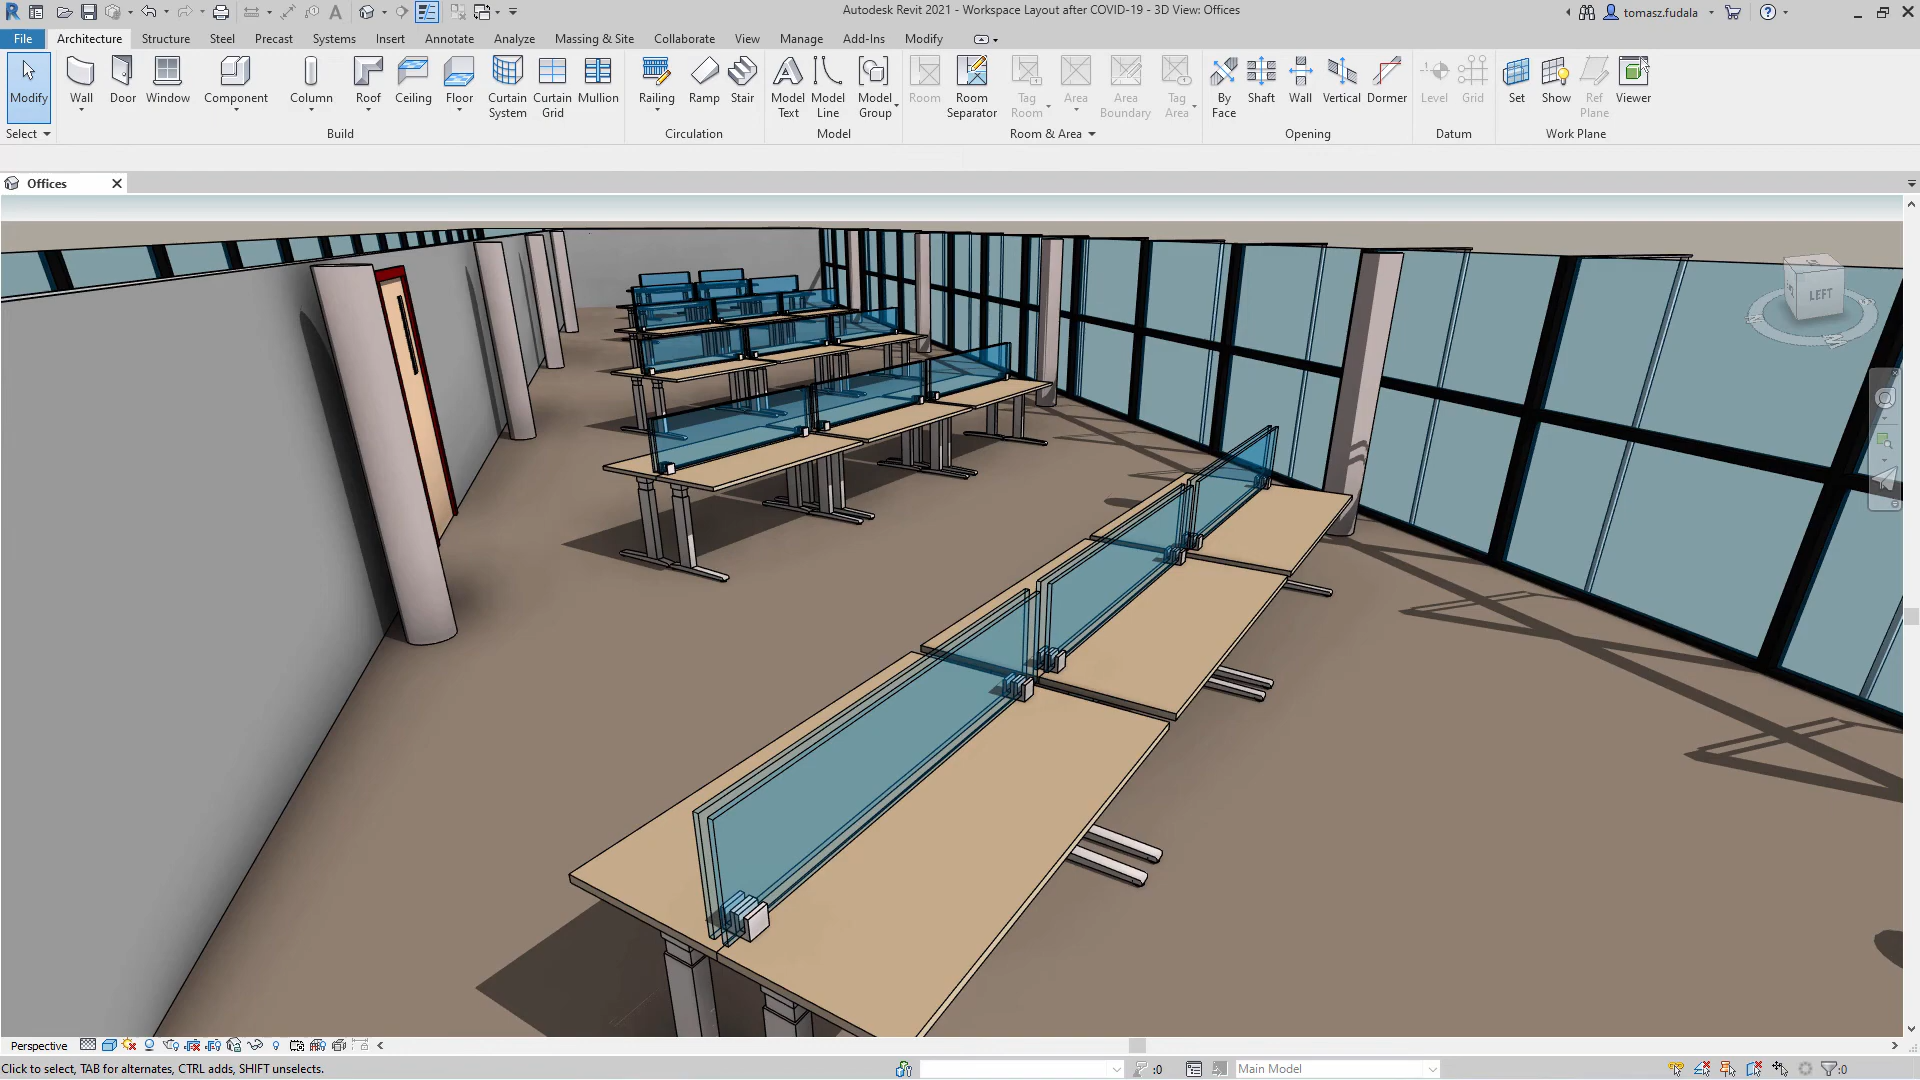 Autodesk Revit 2021 - Workspace Layout after COVID-19 - 3D View: Offices
tomasz.fudala
File Architecture Structure Steel Precast Systems Insert Annotate Analyze Massing & Site Collaborate View Manage Add-Ins Modify
Modify Wall Door Window Component Column Roof Ceiling Floor Curtain System Curtain Grid Mullion Railing Ramp Stair Model Text Model Line Model Group Room Room Separator Tag Room Area Area Boundary Tag Area By Face Shaft Wall Vertical Dormer Level Grid Set Show Ref Plane Viewer
Select Build Circulation Model Room & Area Opening Datum Work Plane
Offices
LEFT
Perspective
Click to select, TAB for alternates, CTRL adds, SHIFT unselects.
:0
Main Model
:0